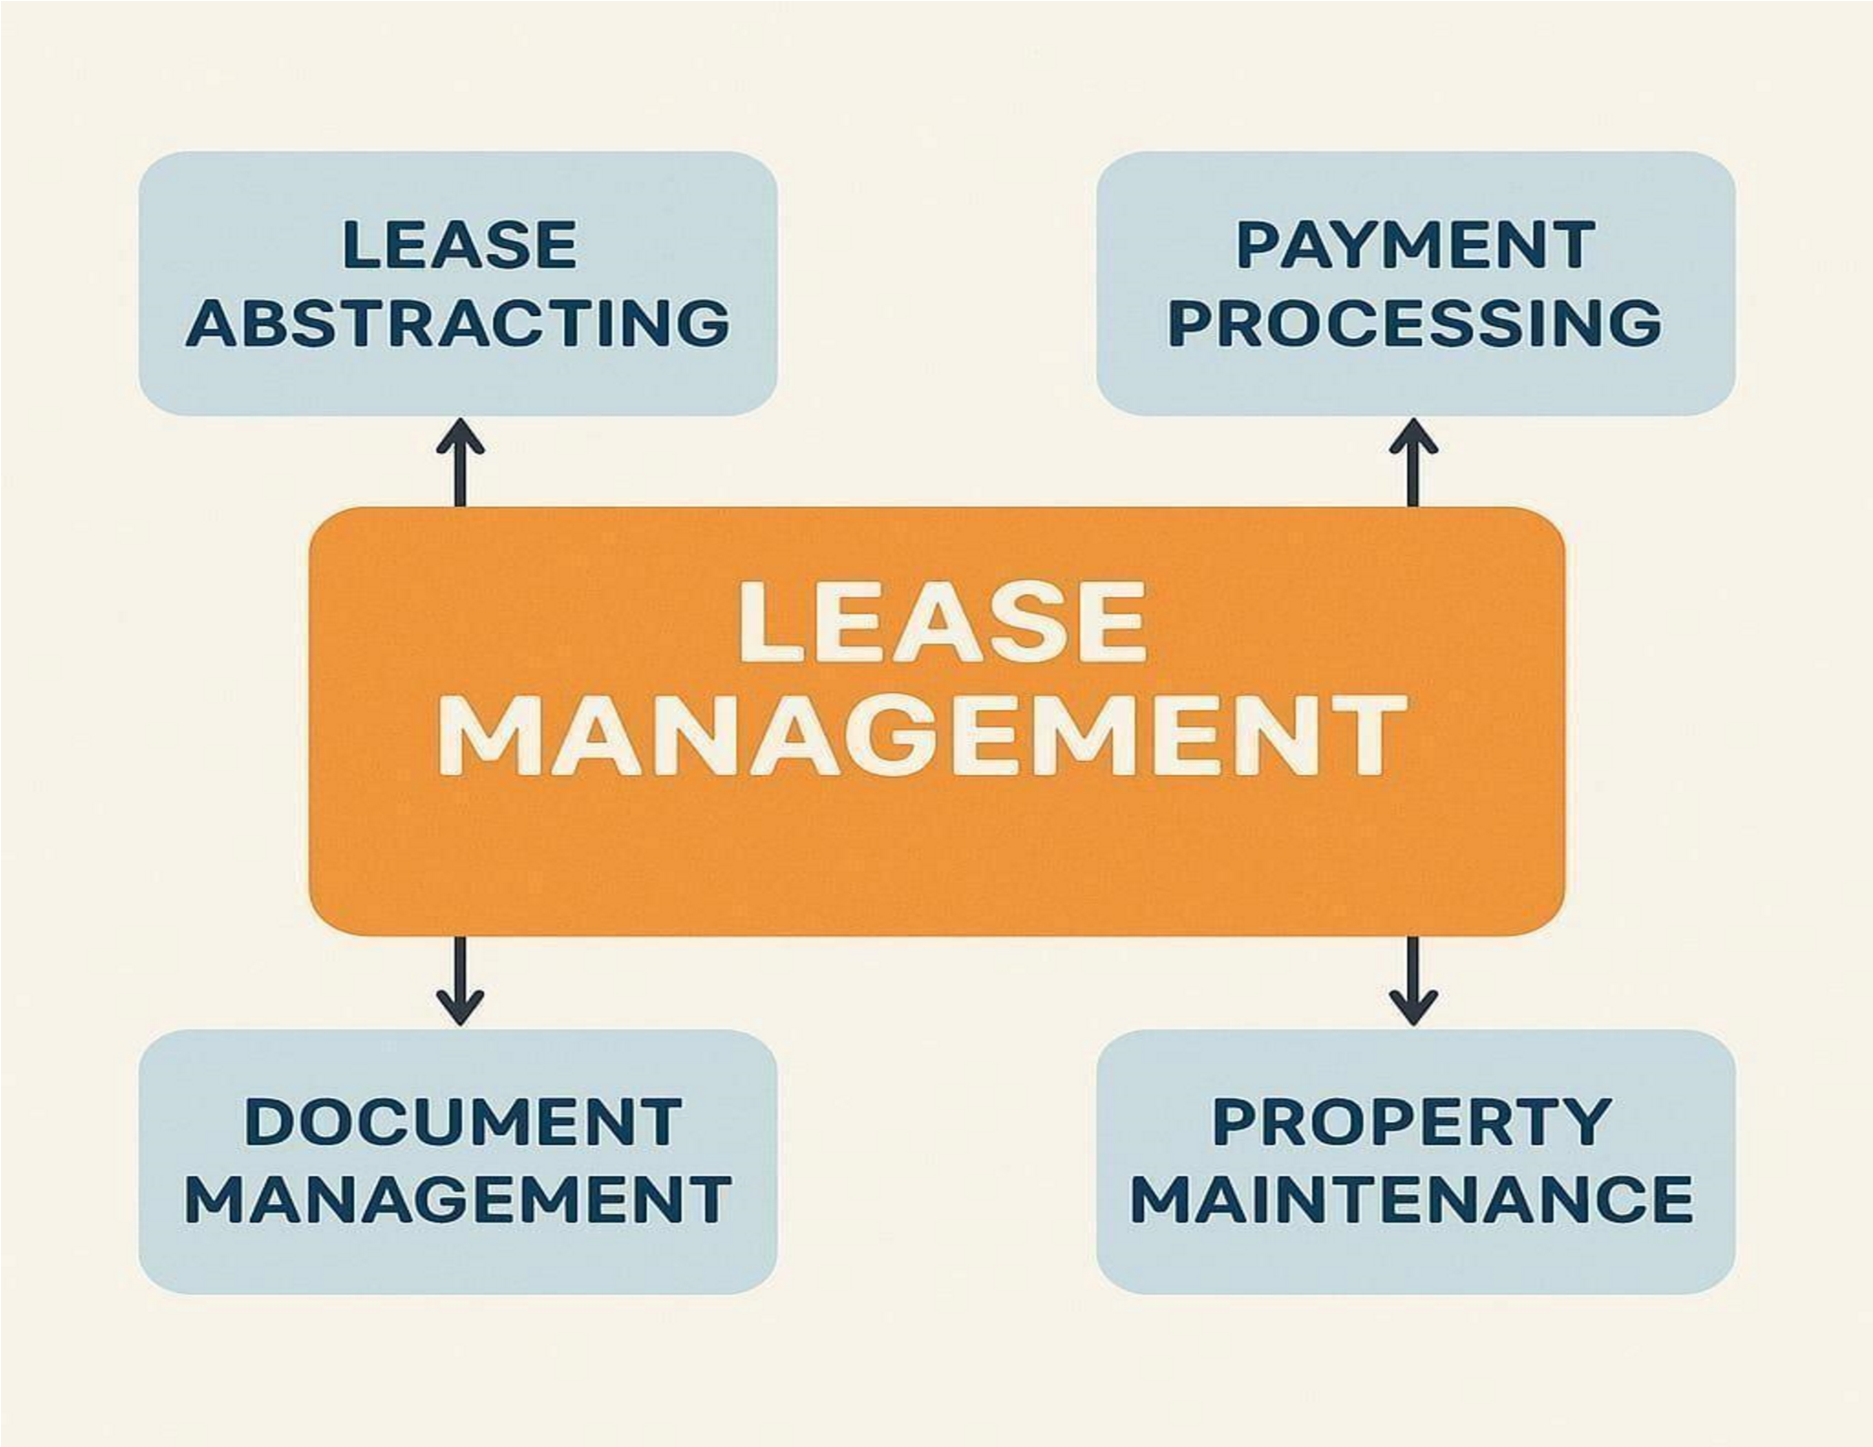 LEASE
ABSTRACTING
PAYMENT
PROCESSING
LEASE
MANAGEMENT
DOCUMENT
MANAGEMENT
PROPERTY
MAINTENANCE